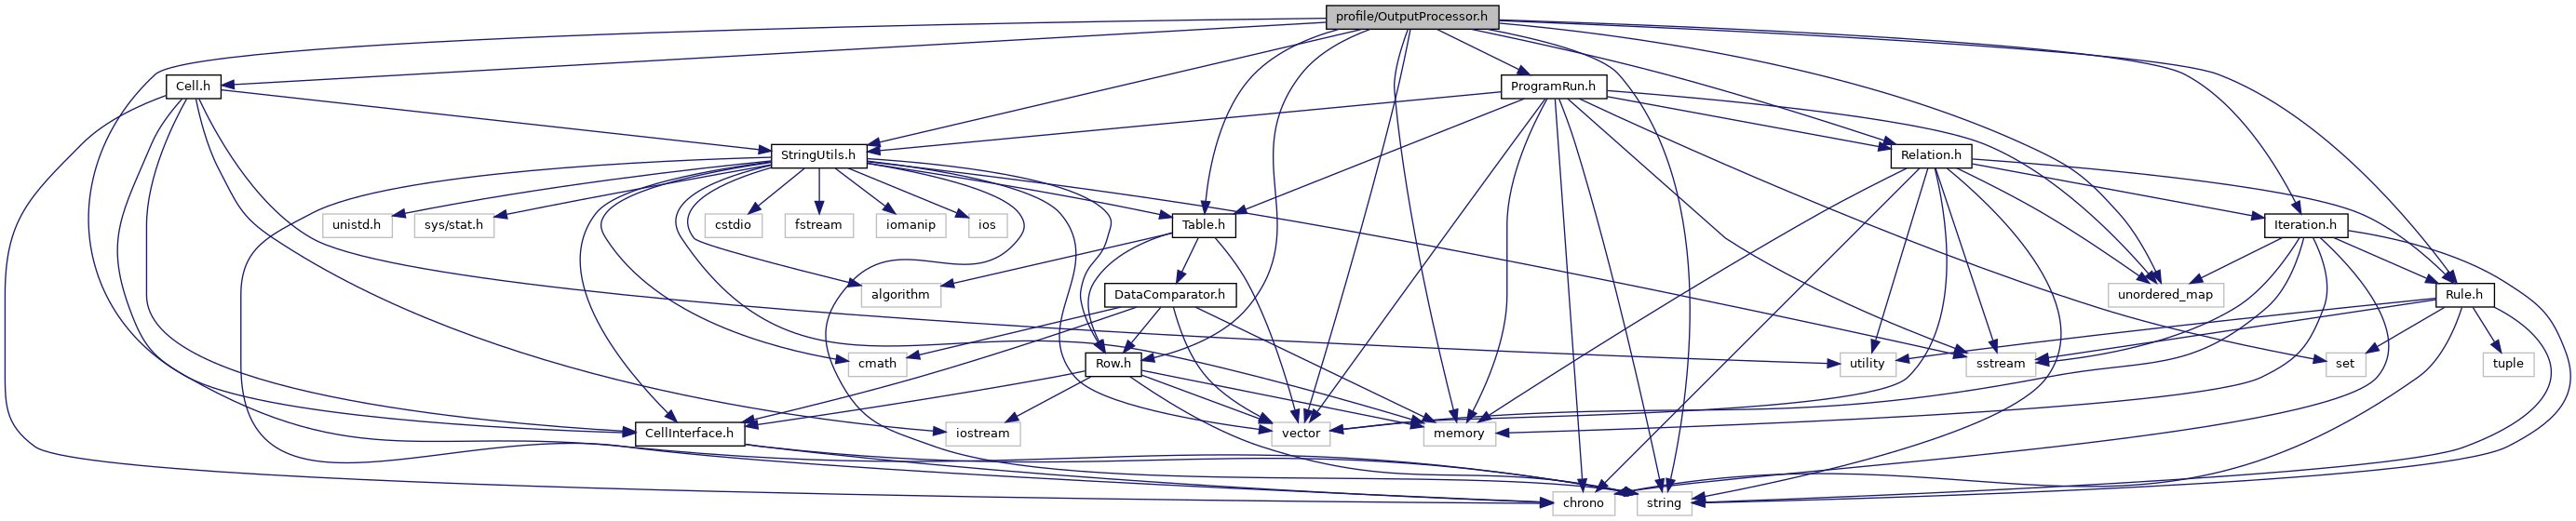 profile/OutputProcessor.h
Cell.h
ProgramRun.h
StringUtils.h
Relation.h
unistd.h
sys/stat.h
cstdio
fstream
iomanip
ios
Table.h
Iteration.h
algorithm
DataComparator.h
unordered_map
Rule.h
cmath
Row.h
utility
sstream
set
tuple
CellInterface.h
iostream
vector
memory
chrono
string